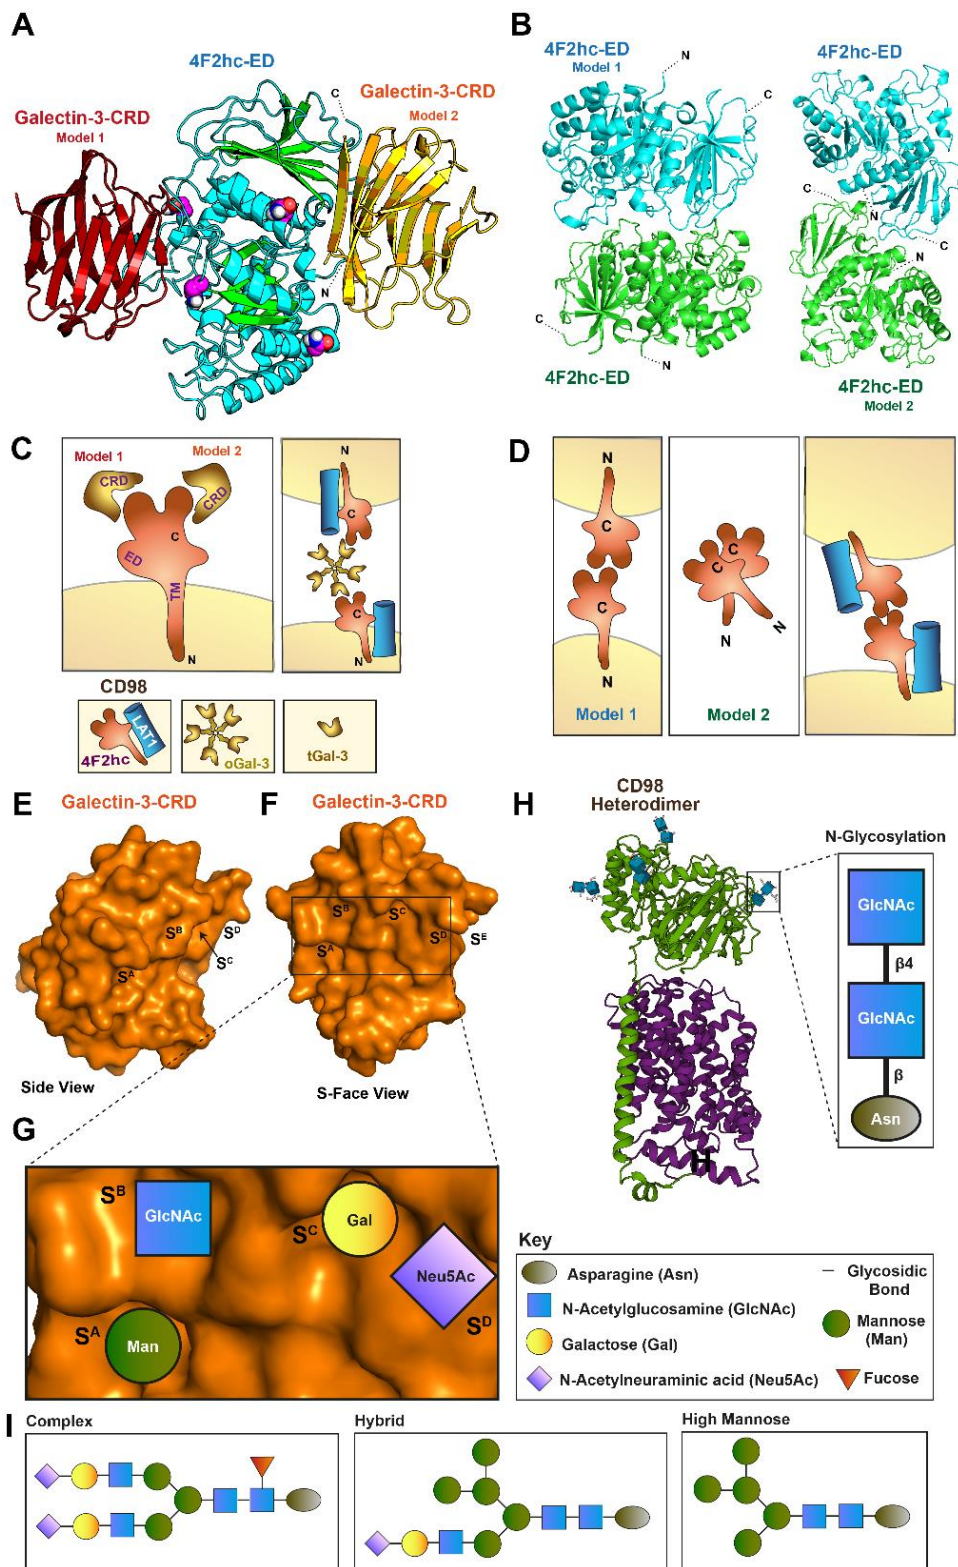 A
4F2hc-ED
C
Galectin-3-CRD
Model 1
Galectin-3-CRD
Model 2
N
B
4F2hc-ED
Model 1
N
C
4F2hc-ED
C
N
C
N
C
N
4F2hc-ED
4F2hc-ED
Model 2
C
Model 1
Model 2
CRD
CRD
C
ED
TM
N
N
C
C
N
CD98
LAT1
4F2hc
oGal-3
tGal-3
D
N
C
C
N
Model 1
C
C
N
N
Model 2
E
Galectin-3-CRD
S^B
S^D
S^C
S^A
Side View
F
Galectin-3-CRD
S^B
S^C
S^D
S^E
S^A
S-Face View
G
S^B
GlcNAc
S^C
Gal
Neu5Ac
S^D
S^A
Man
H
CD98
Heterodimer
N-Glycosylation
GlcNAc
β4
GlcNAc
β
Asn
H
Key
Asparagine (Asn)
N-Acetylglucosamine (GlcNAc)
Galactose (Gal)
N-Acetylneuraminic acid (Neu5Ac)
Glycosidic
Bond
Mannose
(Man)
Fucose
I
Complex
Hybrid
High Mannose